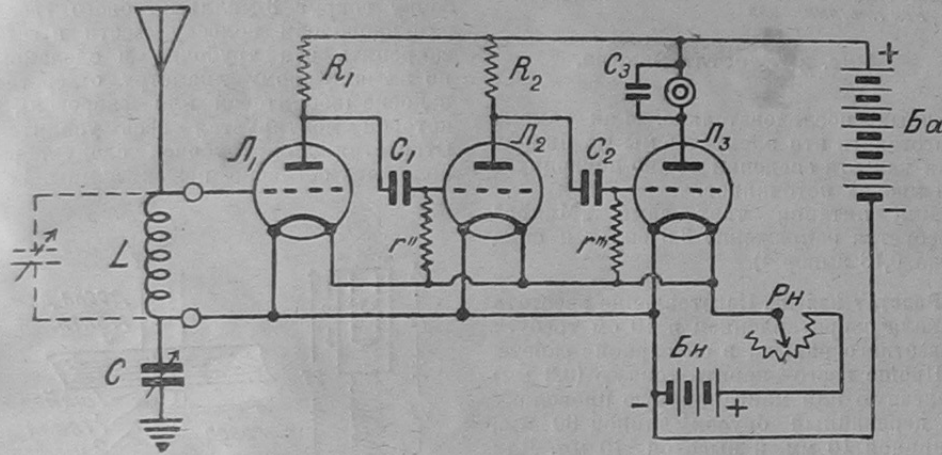 R₁
R₂
C₃
+
Бa
Л₁
C₁
Л₂
C₂
Л₃
−
L
r″
r‴
Pн
C
Бн
−
+